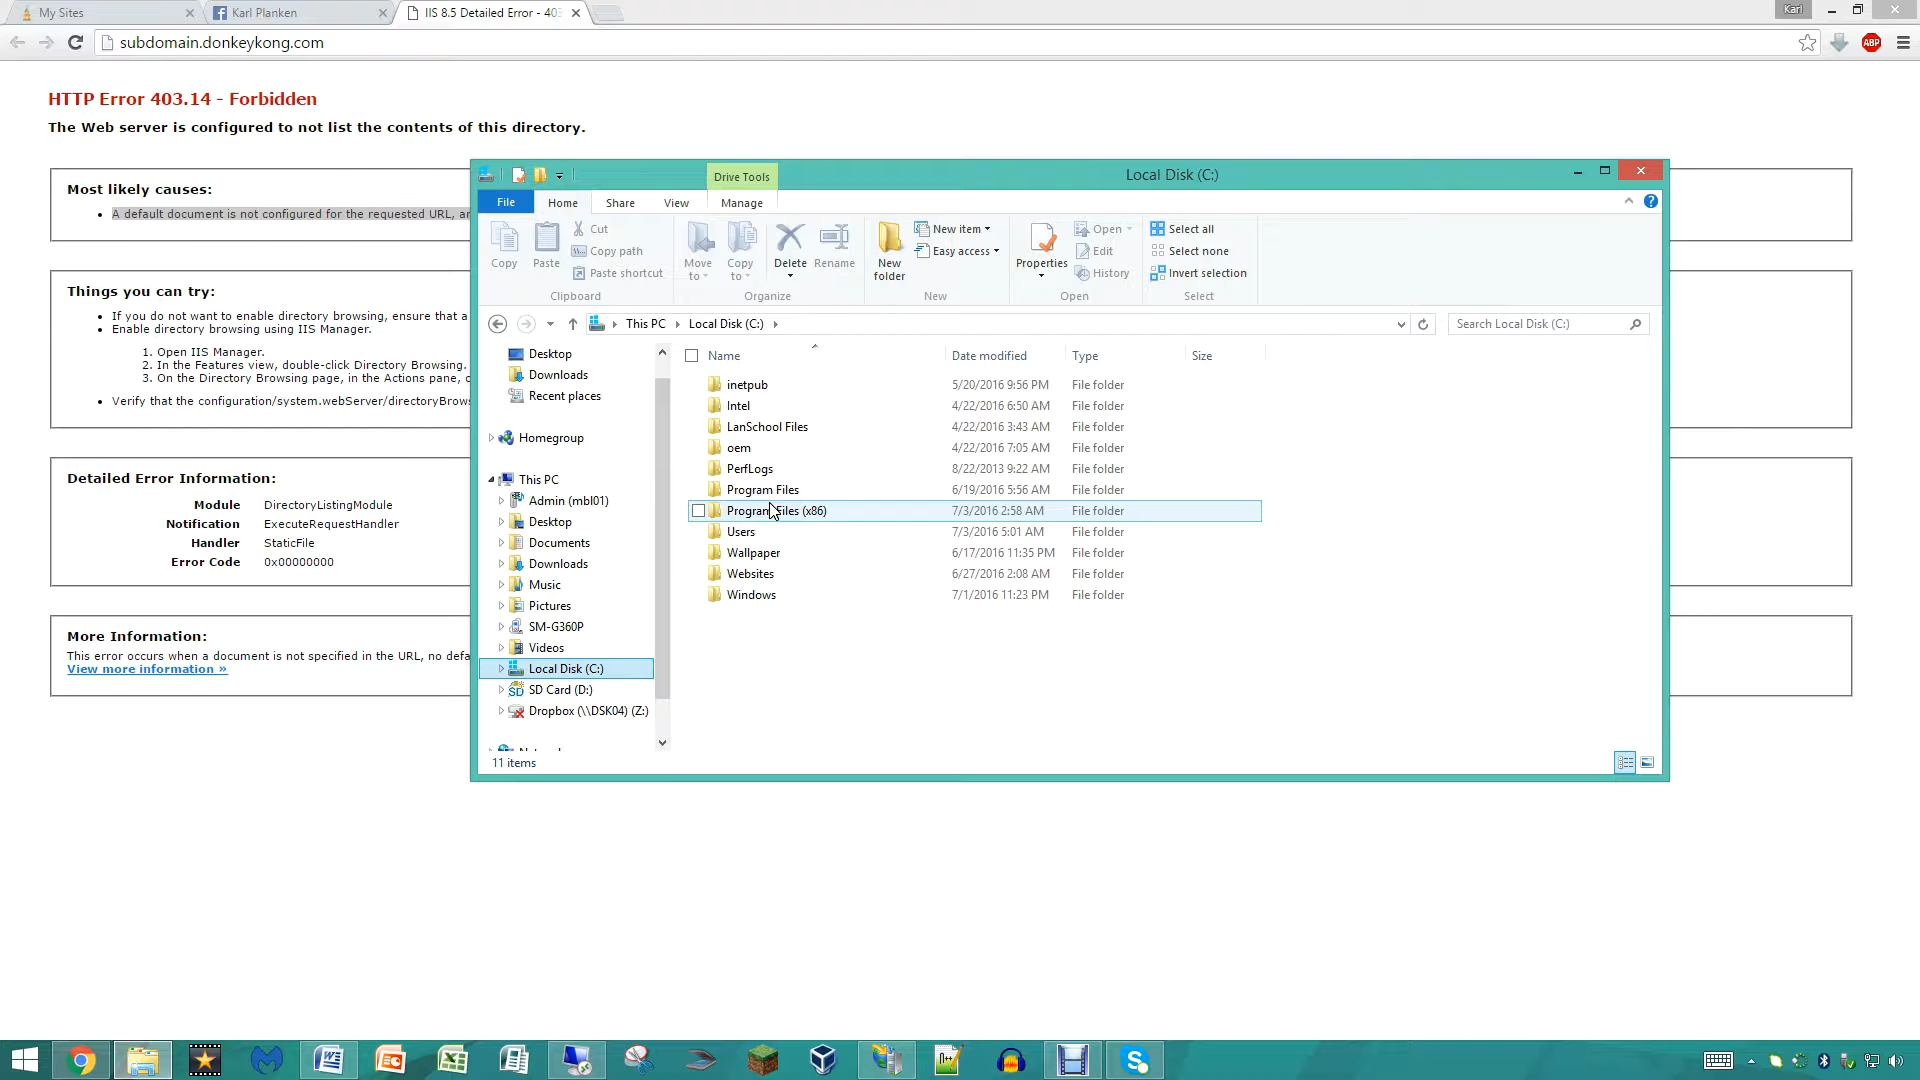 My Sites
Karl Planken
IIS 8.5 Detailed Error - 403
Karl
subdomain.donkeykong.com
ABP
HTTP Error 403.14 - Forbidden
The Web server is configured to not list the contents of this directory.
Most likely causes:
A default document is not configured for the requested URL, an
Things you can try:
If you do not want to enable directory browsing, ensure that a
Enable directory browsing using IIS Manager.
1. Open IIS Manager.
2. In the Features view, double-click Directory Browsing.
3. On the Directory Browsing page, in the Actions pane, c
Verify that the configuration/system.webServer/directoryBrows
Detailed Error Information:
Module DirectoryListingModule
Notification ExecuteRequestHandler
Handler StaticFile
Error Code 0x00000000
More Information:
This error occurs when a document is not specified in the URL, no defa
View more information »
Drive Tools
Local Disk (C:)
File Home Share View Manage
Copy
Paste
Cut
Copy path
Paste shortcut
Clipboard
Move to
Copy to
Delete
Rename
Organize
New folder
New item
Easy access
New
Properties
Open
Edit
History
Open
Select all
Select none
Invert selection
Select
This PC Local Disk (C:)
Search Local Disk (C:)
Desktop
Downloads
Recent places
Homegroup
This PC
Admin (mbl01)
Desktop
Documents
Downloads
Music
Pictures
SM-G360P
Videos
Local Disk (C:)
SD Card (D:)
Dropbox (\\DSK04) (Z:)
Name Date modified Type Size
inetpub 5/20/2016 9:56 PM File folder
Intel 4/22/2016 6:50 AM File folder
LanSchool Files 4/22/2016 3:43 AM File folder
oem 4/22/2016 7:05 AM File folder
PerfLogs 8/22/2013 9:22 AM File folder
Program Files 6/19/2016 5:56 AM File folder
Program Files (x86) 7/3/2016 2:58 AM File folder
Users 7/3/2016 5:01 AM File folder
Wallpaper 6/17/2016 11:35 PM File folder
Websites 6/27/2016 2:08 AM File folder
Windows 7/1/2016 11:23 PM File folder
11 items